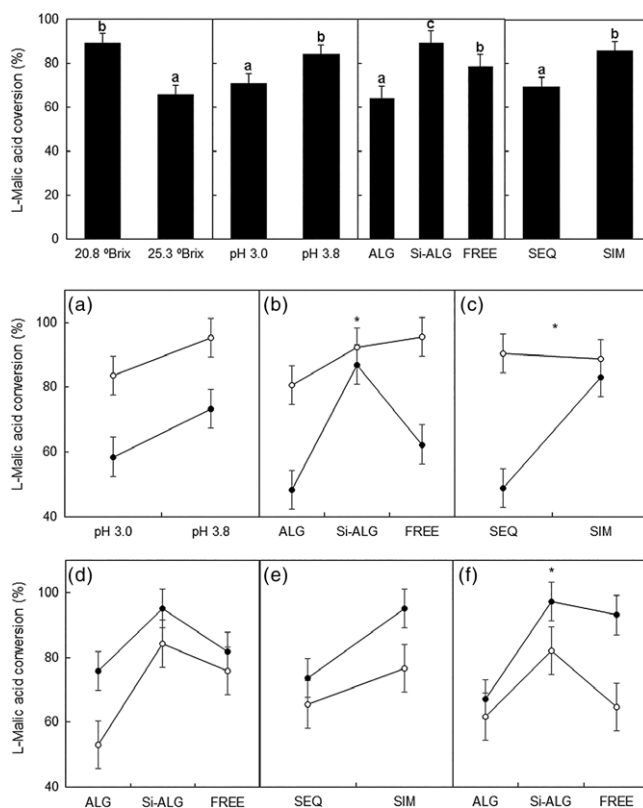 L-Malic acid coversion (%)
100
80
60
40
20
0
b
a
a
b
a
c
b
a
b
20.8 ºBrix
25.3 ºBrix
pH 3.0
pH 3.8
ALG
Si-ALG
FREE
SEQ
SIM
L-Malic acid conversion (%)
100
80
60
40
(a)
(b)
*
(c)
*
pH 3.0
pH 3.8
ALG
Si-ALG
FREE
SEQ
SIM
L-Malic acid conversion (%)
100
80
60
40
(d)
(e)
(f)
*
ALG
Si-ALG
FREE
SEQ
SIM
ALG
Si-ALG
FREE